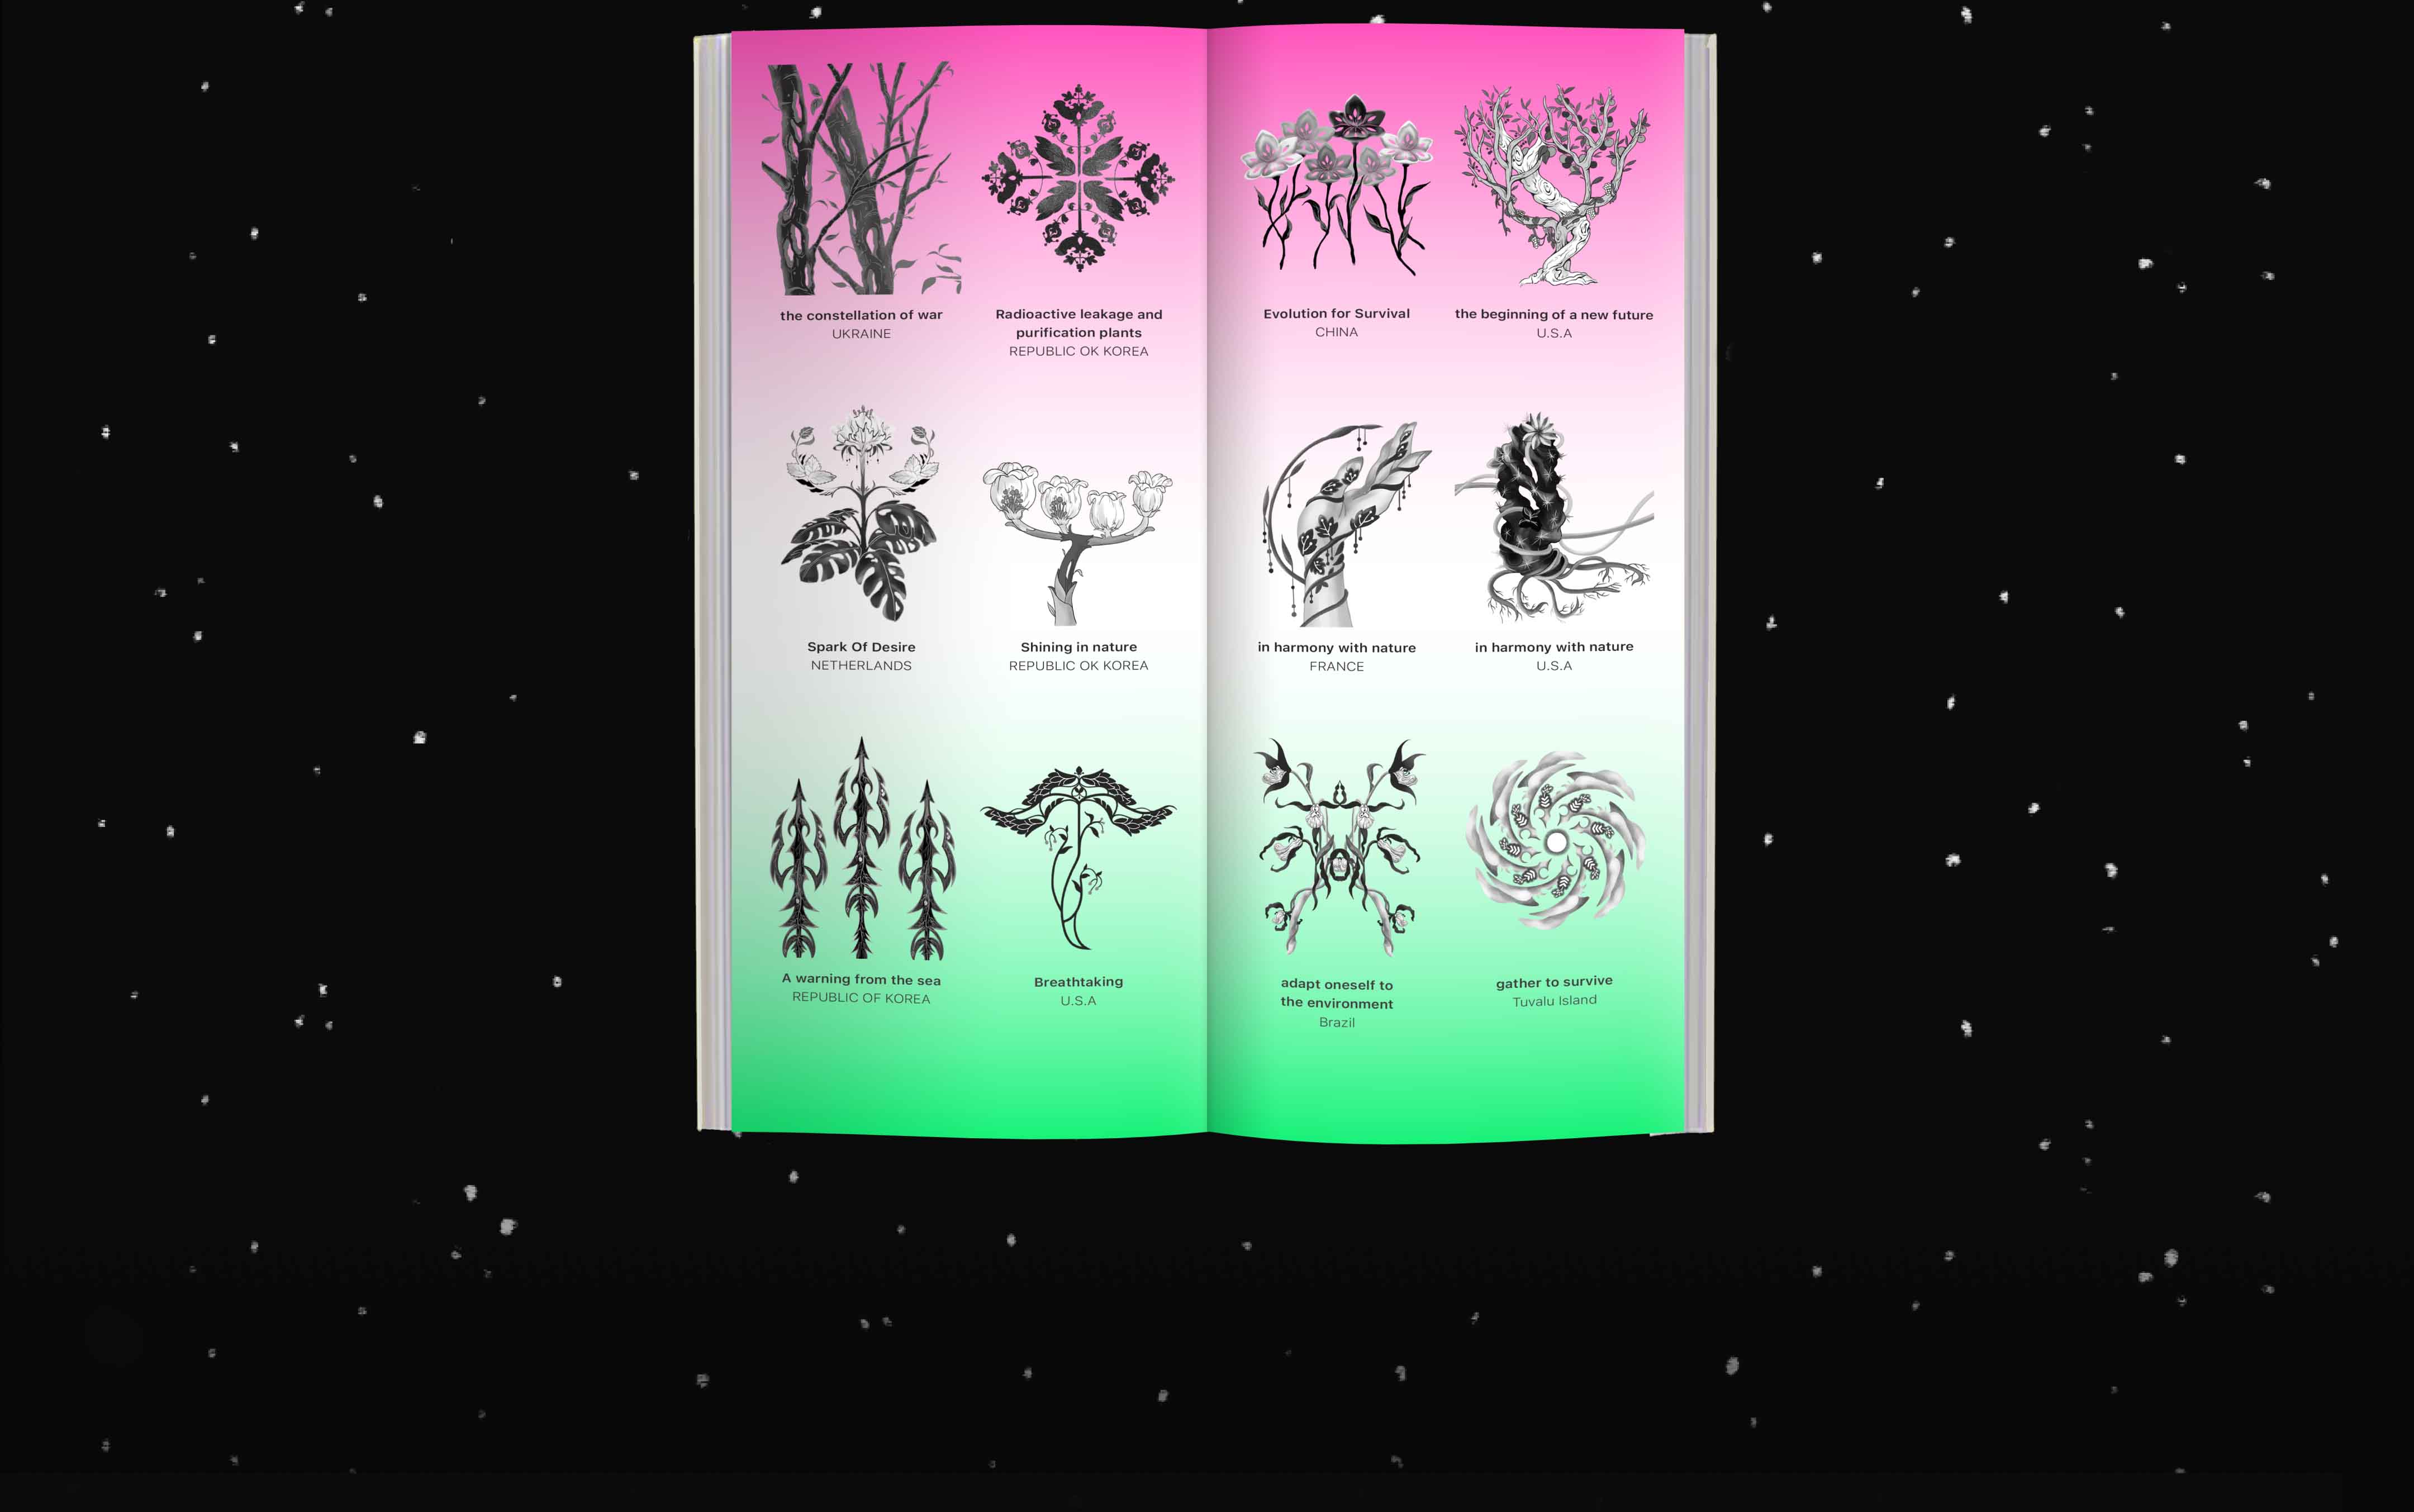 the constellation of war
UKRAINE
Radioactive leakage and
purification plants
REPUBLIC OK KOREA
Spark Of Desire
NETHERLANDS
Shining in nature
REPUBLIC OK KOREA
A warning from the sea
REPUBLIC OF KOREA
Breathtaking
U.S.A
Evolution for Survival
CHINA
the beginning of a new future
U.S.A
in harmony with nature
FRANCE
in harmony with nature
U.S.A
adapt oneself to
the environment
Brazil
gather to survive
Tuvalu Island